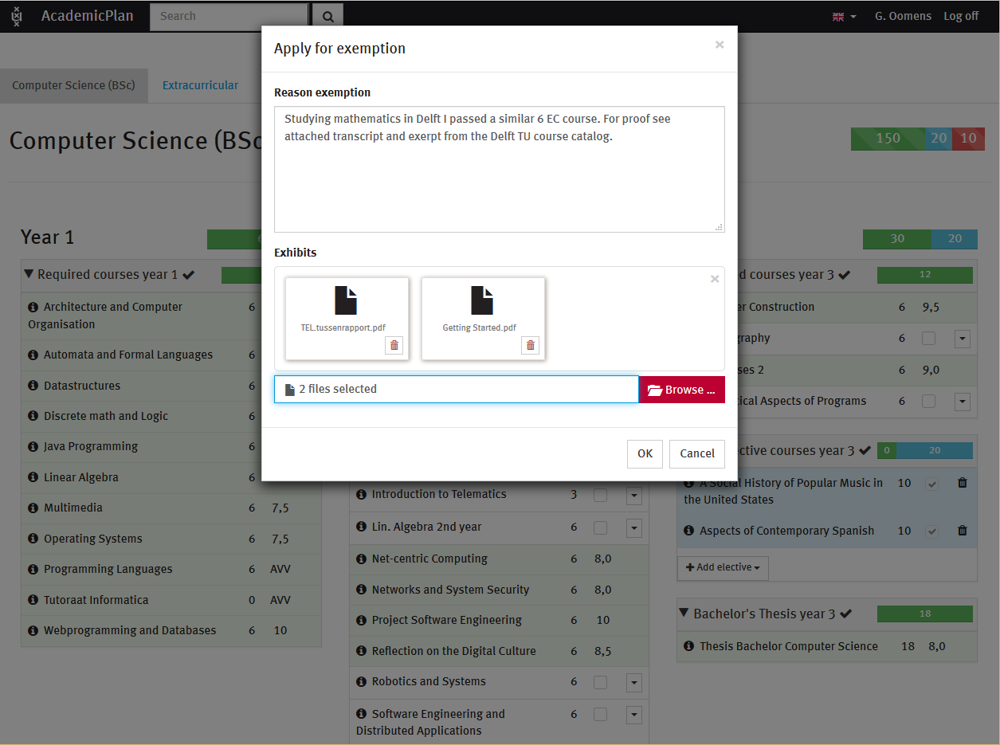 AcademicPlan
Search
G. Oomens
Log off
Computer Science (BSc)
Extracurricular
Computer Science (BSc
150 20 10
Apply for exemption
×
Reason exemption
Studying mathematics in Delft I passed a similar 6 EC course. For proof see
attached transcript and exerpt from the Delft TU course catalog.
Exhibits
×
TEL.tussenrapport.pdf
Getting Started.pdf
2 files selected
Browse ...
OK
Cancel
Year 1
Required courses year 1
Architecture and Computer 6
Organisation
Automata and Formal Languages 6
Datastructures 6
Discrete math and Logic 6
Java Programming 6
Linear Algebra 6
Multimedia 6 7,5
Operating Systems 6 7,5
Programming Languages 6 AVV
Tutoraat Informatica 0 AVV
Webprogramming and Databases 6 10
Introduction to Telematics 3
Lin. Algebra 2nd year 6
Net-centric Computing 6 8,0
Networks and System Security 6 8,0
Project Software Engineering 6 10
Reflection on the Digital Culture 6 8,5
Robotics and Systems 6
Software Engineering and 6
Distributed Applications
30 20
d courses year 3 12
er Construction 6 9,5
graphy 6
ses 2 6 9,0
ical Aspects of Programs 6
ctive courses year 3 0 20
A Social History of Popular Music in 10
the United States
Aspects of Contemporary Spanish 10
Add elective
Bachelor's Thesis year 3 18
Thesis Bachelor Computer Science 18 8,0